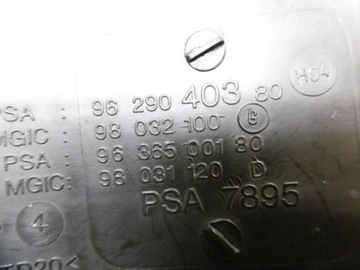 PSA : 96 290 403 80 H04
MGIC : 98 032 100 G
PSA : 96 365 001 80
MGIC: 98 031 120 D
PSA 7895
4
TD20<